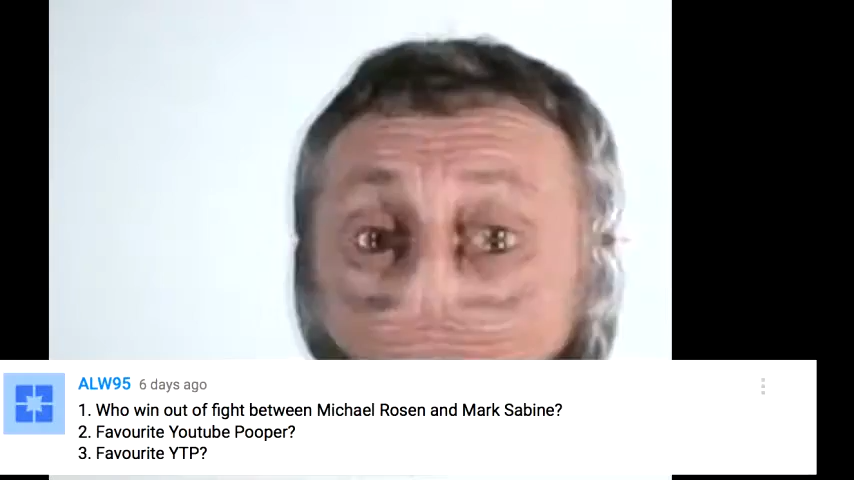 ALW95 6 days ago
1. Who win out of fight between Michael Rosen and Mark Sabine?
2. Favourite Youtube Pooper?
3. Favourite YTP?